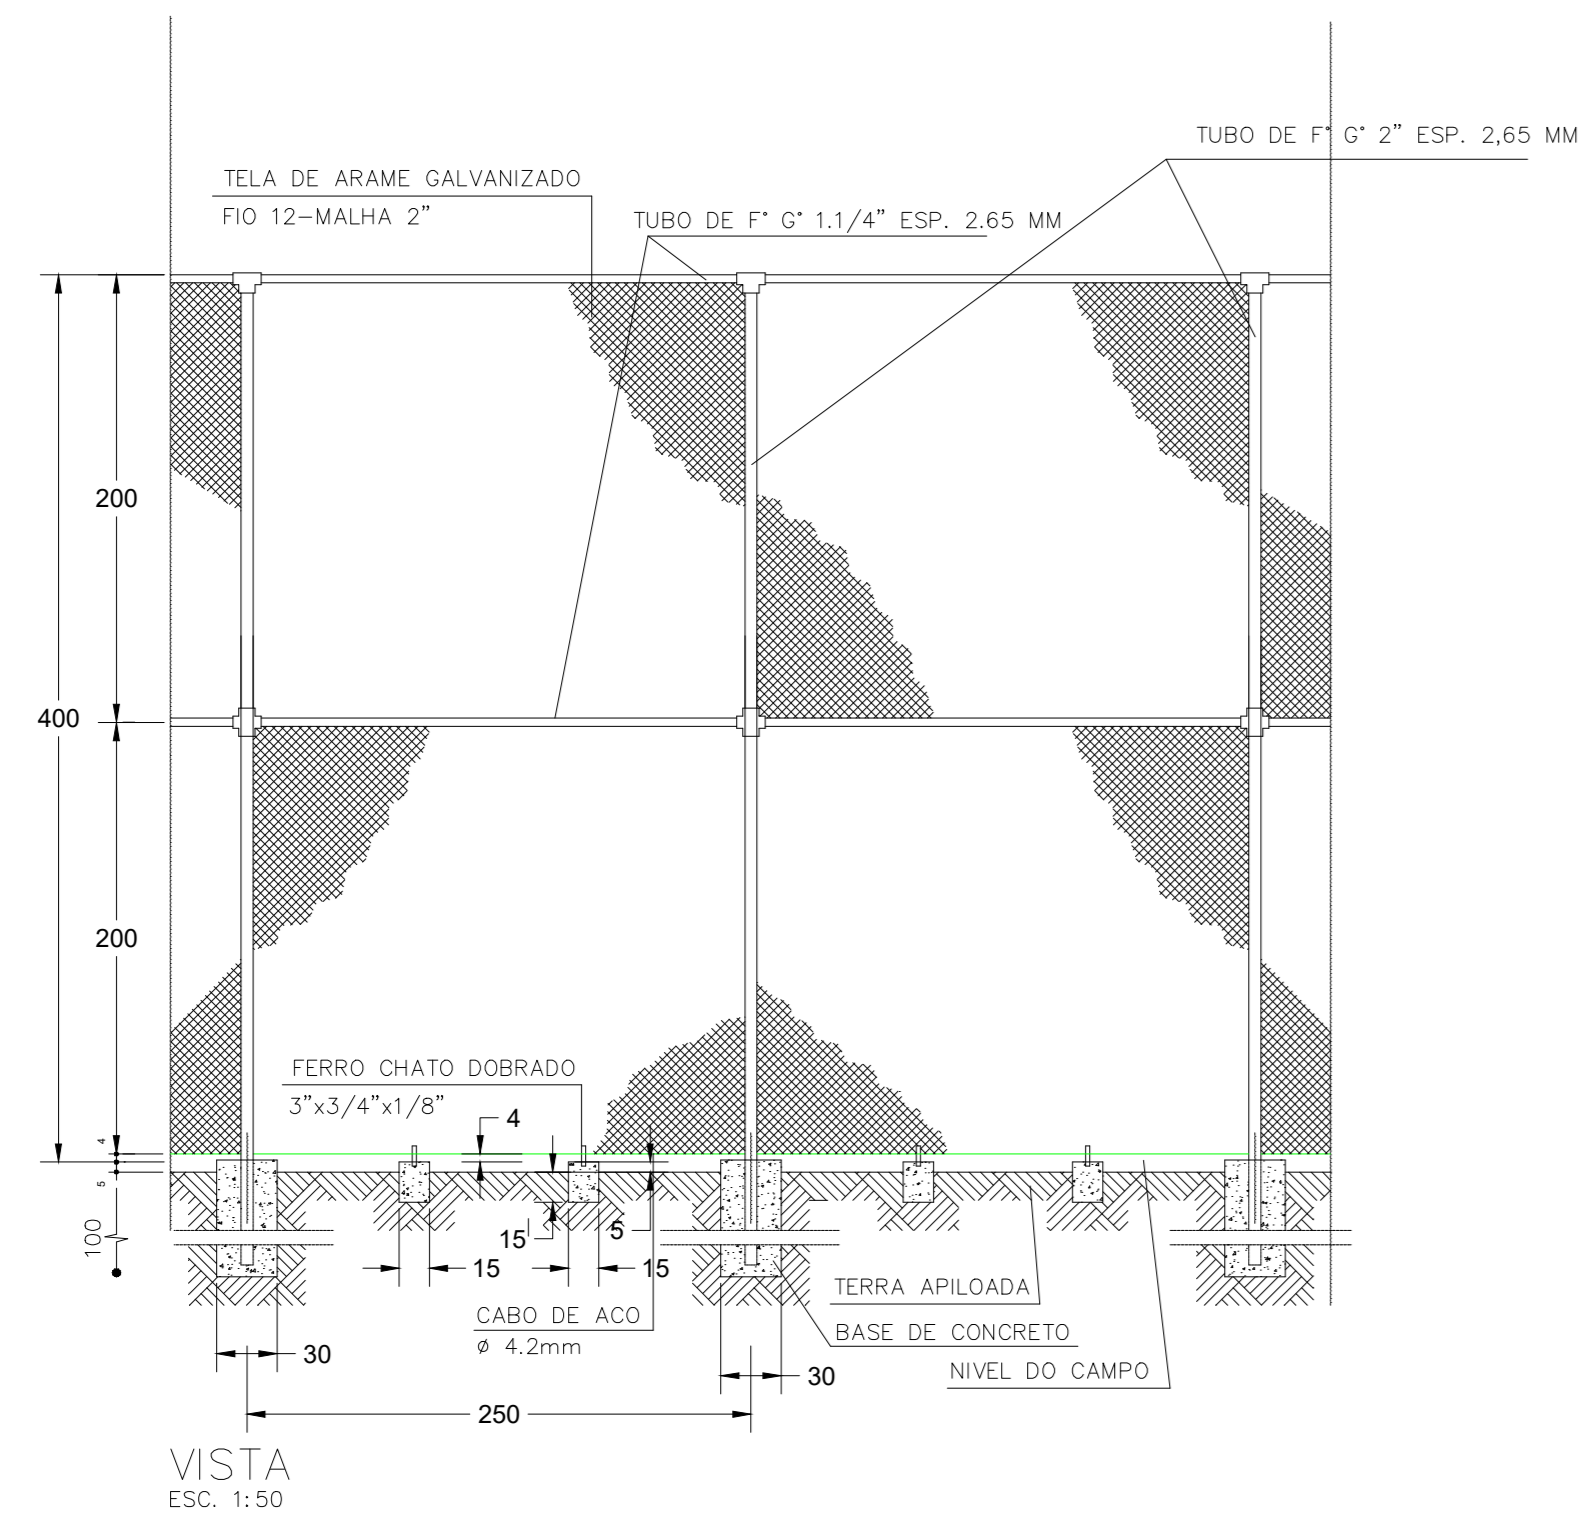 TUBO DE F° G° 2" ESP. 2,65 MM
TELA DE ARAME GALVANIZADO
FIO 12-MALHA 2"
TUBO DE F° G° 1.1/4" ESP. 2.65 MM
200
400
200
FERRO CHATO DOBRADO
3"x3/4"x1/8"
4
4
5
100
15
5
15
15
TERRA APILOADA
CABO DE ACO
ø 4.2mm
BASE DE CONCRETO
30
NIVEL DO CAMPO
30
250
VISTA
ESC. 1:50